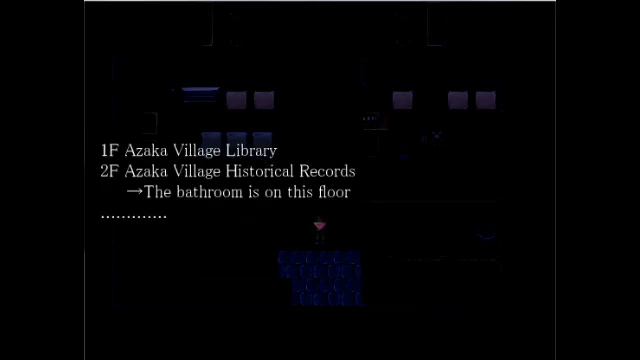 1F Azaka Village Library
2F Azaka Village Historical Records
→The bathroom is on this floor
.............